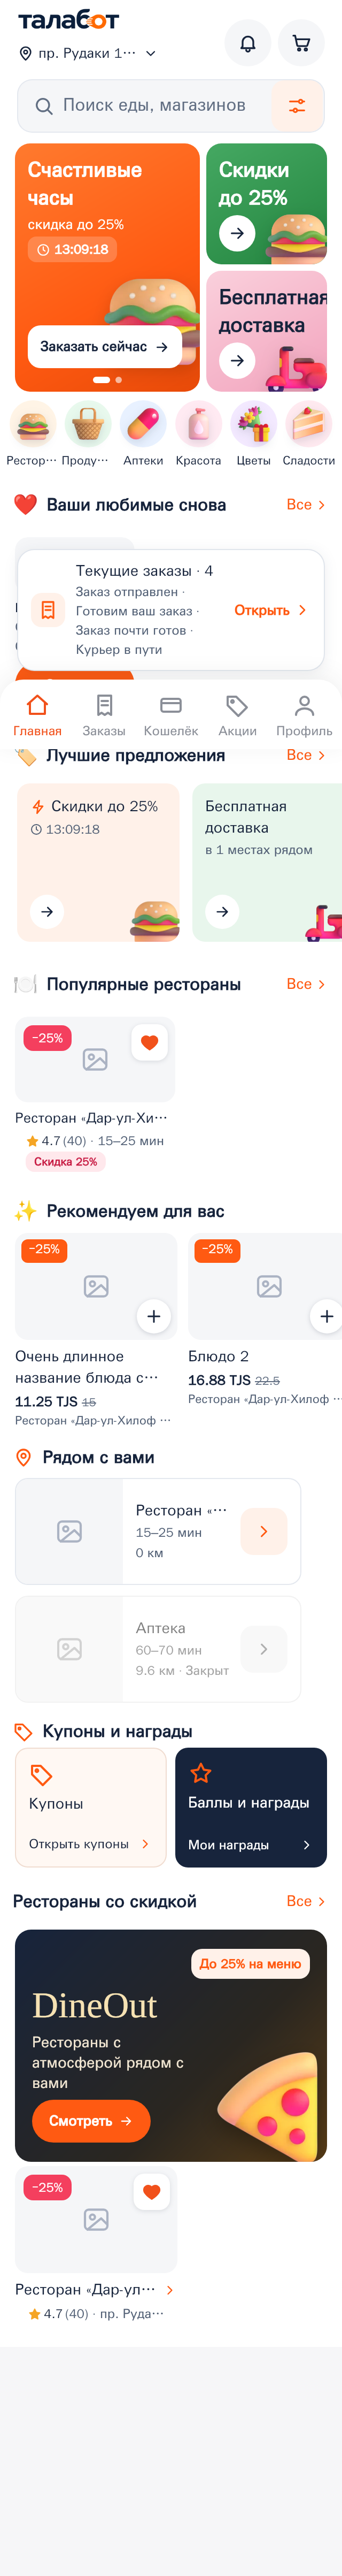 талабот
пр. Рудаки 1···
Поиск еды, магазинов
Счастливые
часы
скидка до 25%
13:09:18
Заказать сейчас
Скидки
до 25%
Бесплатная
доставка
Рестор···
Проду···
Аптеки
Красота
Цветы
Сладости
Ваши любимые снова
Все
Текущие заказы · 4
Заказ отправлен ·
Готовим ваш заказ ·
Заказ почти готов ·
Курьер в пути
Открыть
Главная
Заказы
Кошелёк
Акции
Профиль
Лучшие предложения
Все
Скидки до 25%
13:09:18
Бесплатная
доставка
в 1 местах рядом
Популярные рестораны
Все
-25%
Ресторан «Дар-ул-Хи···
4.7 (40) · 15–25 мин
Скидка 25%
Рекомендуем для вас
-25%
Очень длинное
название блюда с···
11.25 TJS 15
Ресторан «Дар-ул-Хилоф ···
-25%
Блюдо 2
16.88 TJS 22.5
Ресторан «Дар-ул-Хилоф ···
Рядом с вами
Ресторан «···
15–25 мин
0 км
Аптека
60–70 мин
9.6 км · Закрыт
Купоны и награды
Купоны
Открыть купоны
Баллы и награды
Мои награды
Рестораны со скидкой
Все
До 25% на меню
DineOut
Рестораны с
атмосферой рядом с
вами
Смотреть
-25%
Ресторан «Дар-ул···
4.7 (40) · пр. Руда···